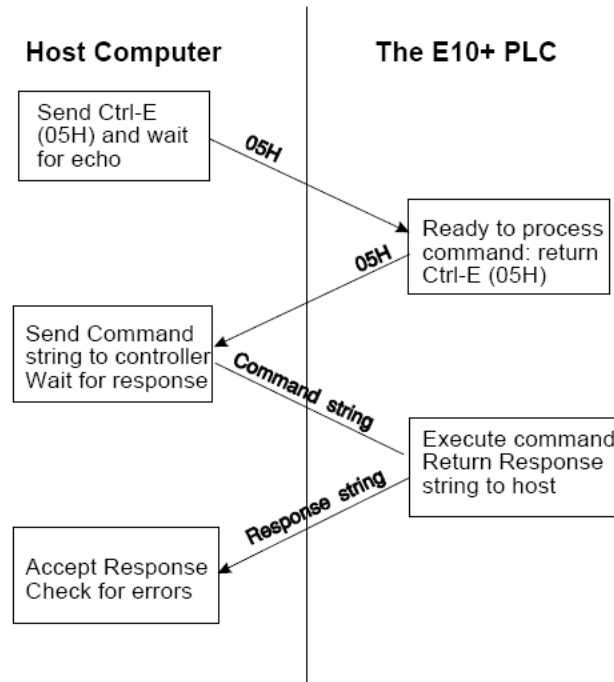 Host Computer
The E10+ PLC
Send Ctrl-E
(05H) and wait
for echo
05H
Ready to process
command: return
Ctrl-E (05H)
05H
Send Command
string to controller
Wait for response
Command string
Execute command
Return Response
string to host
Response string
Accept Response
Check for errors